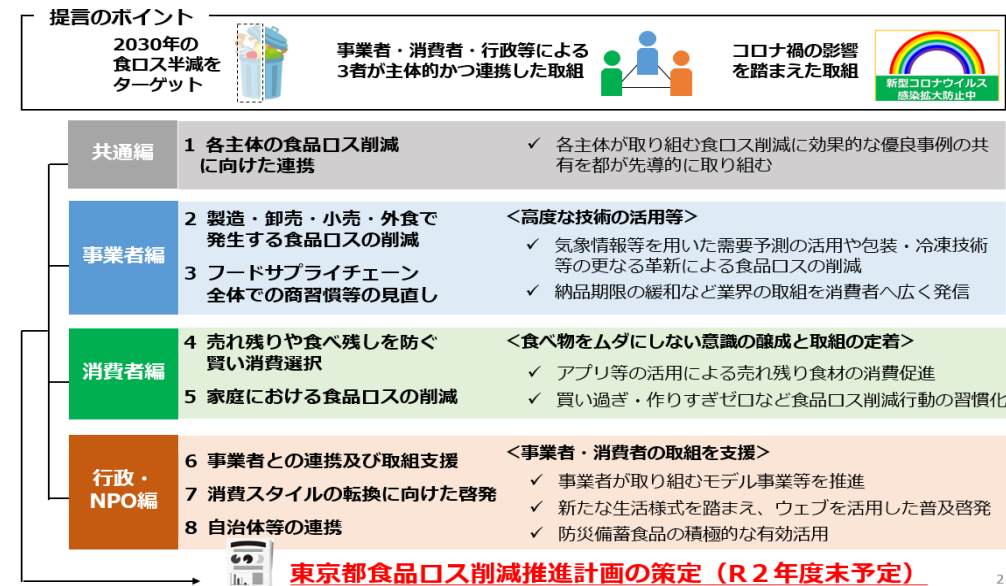 提言のポイント
2030年の
食ロス半減を
ターゲット
事業者・消費者・行政等による
3者が主体的かつ連携した取組
コロナ禍の影響
を踏まえた取組
新型コロナウイルス
感染拡大防止中
共通編
1 各主体の食品ロス削減
に向けた連携
✓ 各主体が取り組む食ロス削減に効果的な優良事例の共
有を都が先導的に取り組む
事業者編
2 製造・卸売・小売・外食で
発生する食品ロスの削減
3 フードサプライチェーン
全体での商習慣等の見直し
<高度な技術の活用等>
✓ 気象情報等を用いた需要予測の活用や包装・冷凍技術
等の更なる革新による食品ロスの削減
✓ 納品期限の緩和など業界の取組を消費者へ広く発信
消費者編
4 売れ残りや食べ残しを防ぐ
賢い消費選択
5 家庭における食品ロスの削減
<食べ物をムダにしない意識の醸成と取組の定着>
✓ アプリ等の活用による売れ残り食材の消費促進
✓ 買い過ぎ・作りすぎゼロなど食品ロス削減行動の習慣化
行政・
NPO編
6 事業者との連携及び取組支援
7 消費スタイルの転換に向けた啓発
8 自治体等の連携
<事業者・消費者の取組を支援>
✓ 事業者が取り組むモデル事業等を推進
✓ 新たな生活様式を踏まえ、ウェブを活用した普及啓発
✓ 防災備蓄食品の積極的な有効活用
東京都食品ロス削減推進計画の策定（R２年度末予定）
2